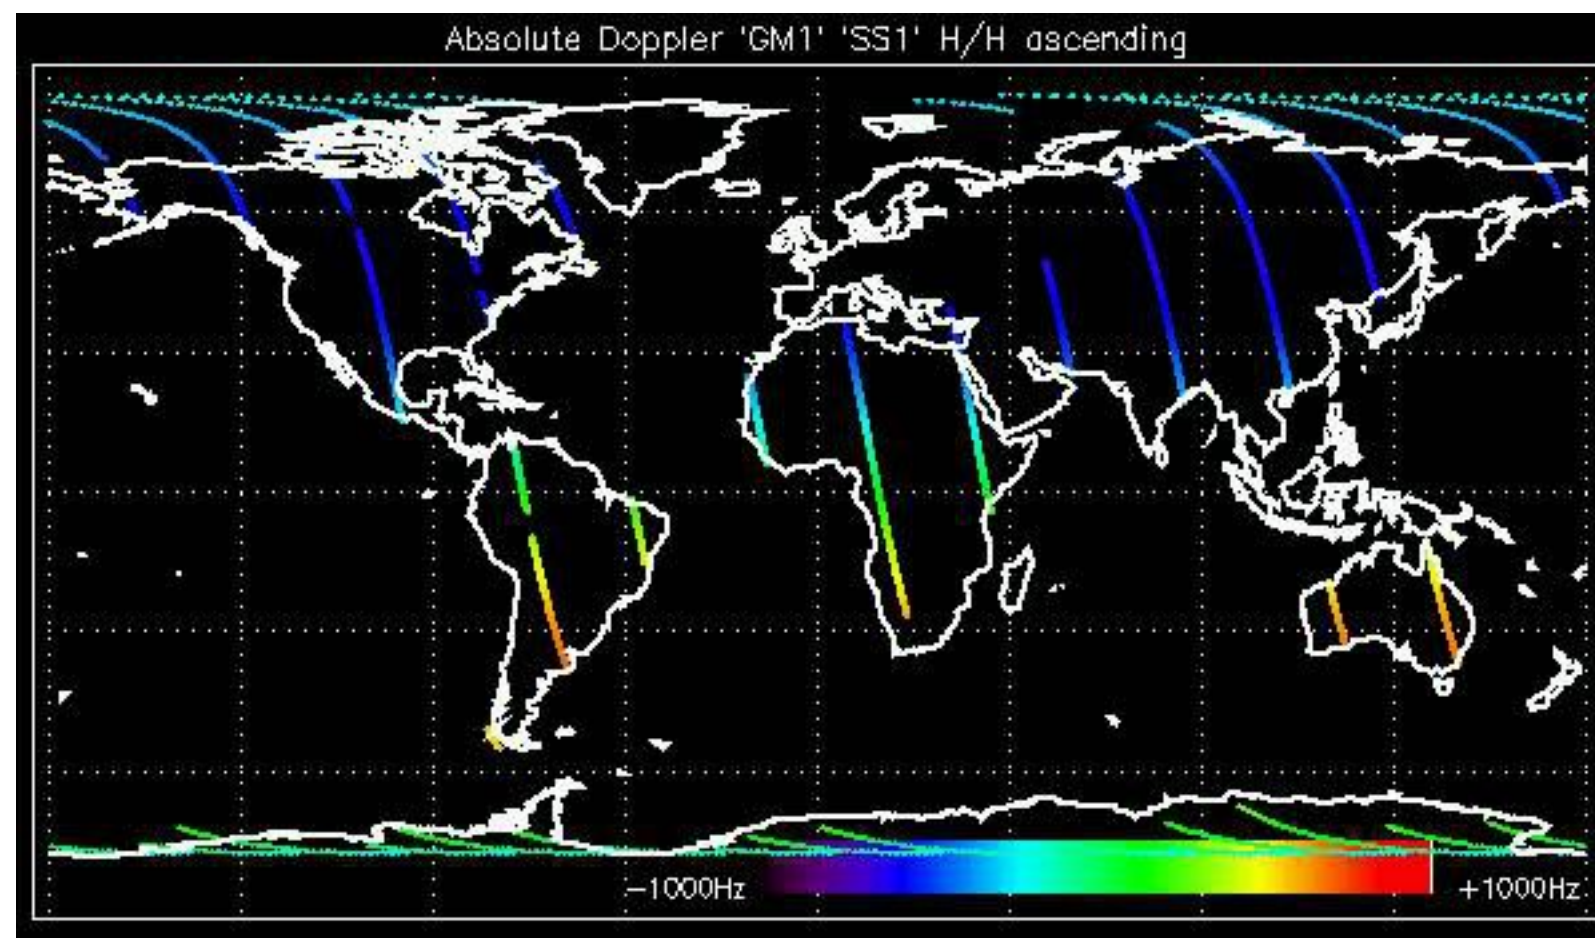 Absolute Doppler 'GM1' 'SS1' H/H ascending
−1000Hz
+1000Hz